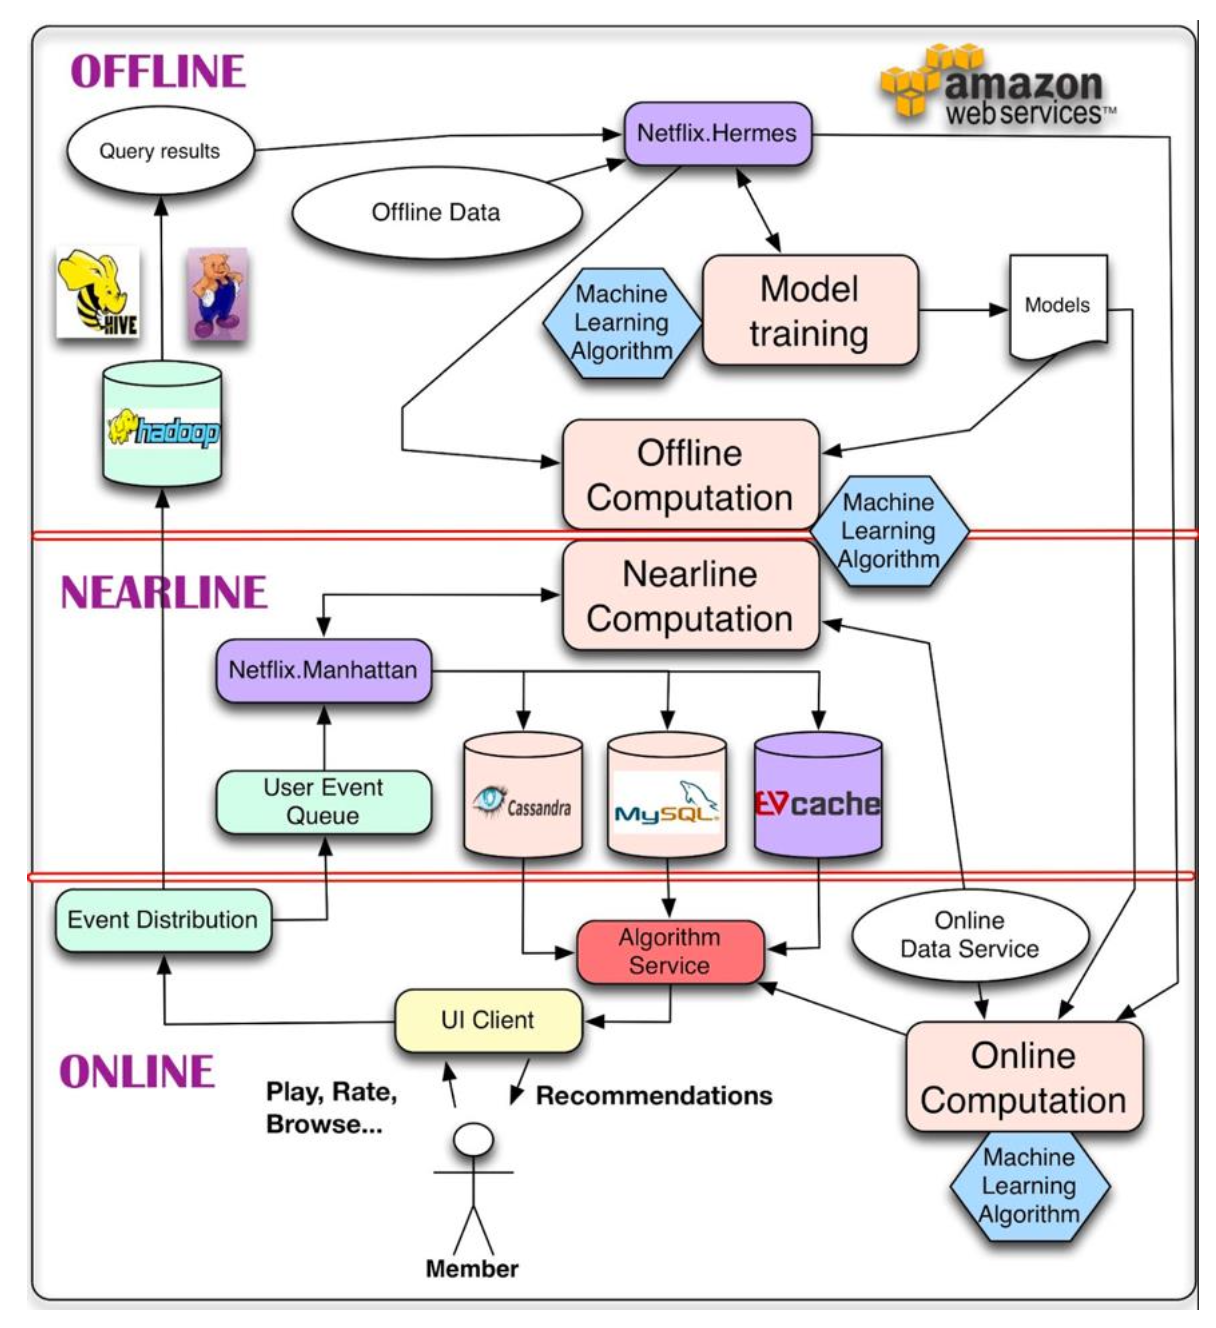 OFFLINE
amazon
web services™
Query results
Netflix.Hermes
Offline Data
HIVE
Machine
Learning
Algorithm
Model
training
Models
hadoop
Offline
Computation
Machine
Learning
Algorithm
NEARLINE
Nearline
Computation
Netflix.Manhattan
User Event
Queue
Cassandra
MySQL®
EVcache
Event Distribution
Algorithm
Service
Online
Data Service
UI Client
ONLINE
Play, Rate,
Browse...
Recommendations
Online
Computation
Machine
Learning
Algorithm
Member